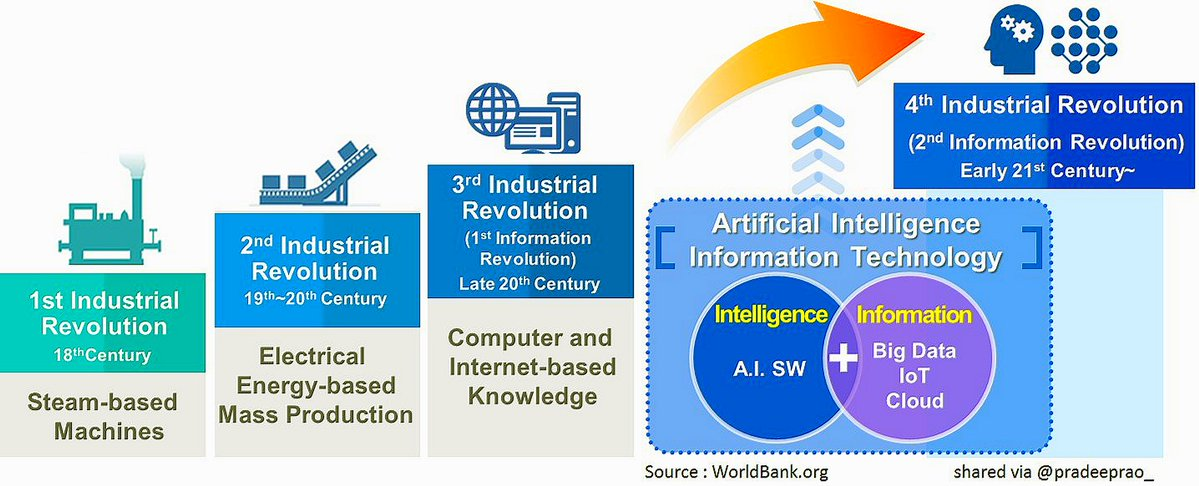 1st Industrial
Revolution
18thCentury
Steam-based
Machines
2nd Industrial
Revolution
19th~20th Century
Electrical
Energy-based
Mass Production
3rd Industrial
Revolution
(1st Information
Revolution)
Late 20th Century
Computer and
Internet-based
Knowledge
4th Industrial Revolution
(2nd Information Revolution)
Early 21st Century~
Artificial Intelligence
[ Information Technology ]
Intelligence
A.I. SW
+
Information
Big Data
IoT
Cloud
Source : WorldBank.org
shared via @pradeeprao_